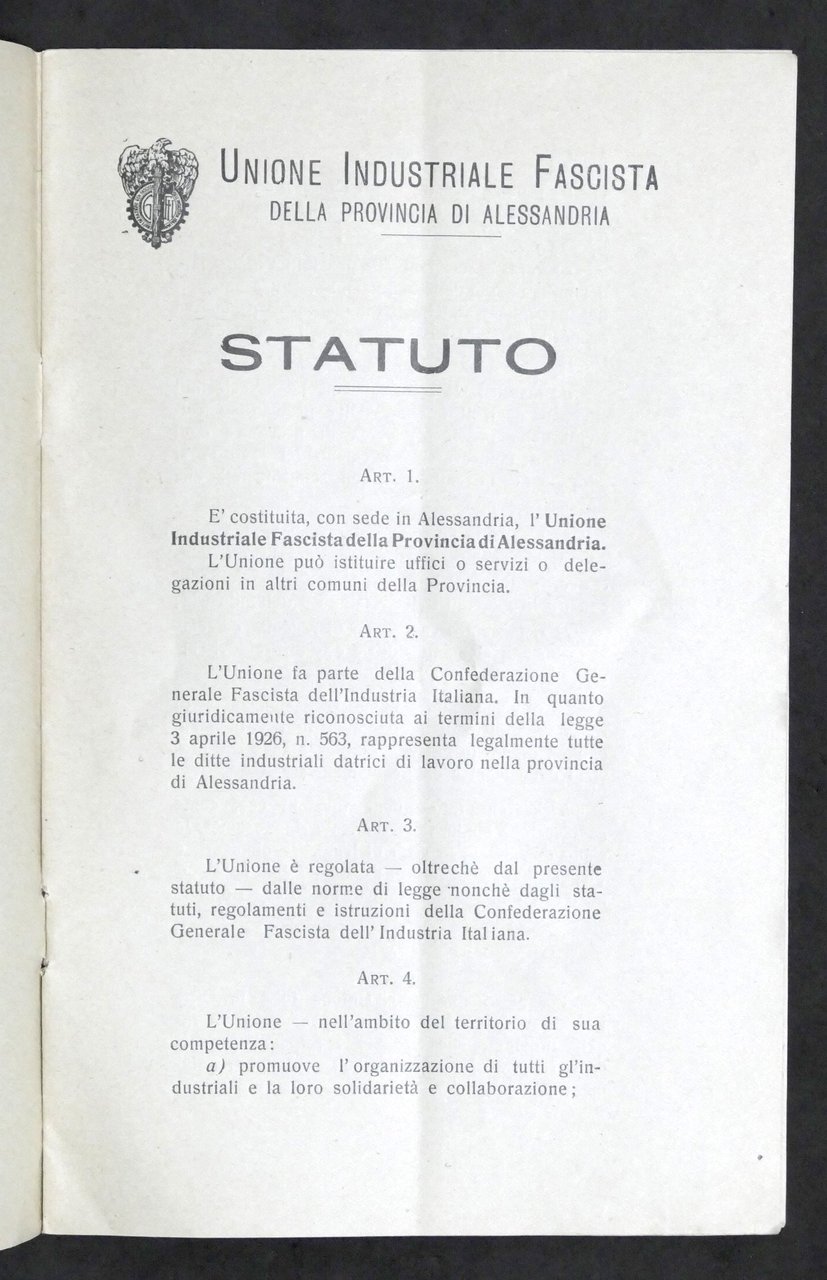 UNIONE INDUSTRIALE FASCISTA
DELLA PROVINCIA DI ALESSANDRIA
STATUTO
ART. 1.
E' costituita, con sede in Alessandria, l' Unione
Industriale Fascista della Provincia di Alessandria.
L'Unione può istituire uffici o servizi o dele-
gazioni in altri comuni della Provincia.
ART. 2.
L'Unione fa parte della Confederazione Ge-
nerale Fascista dell'Industria Italiana. In quanto
giuridicamente riconosciuta ai termini della legge
3 aprile 1926, n. 563, rappresenta legalmente tutte
le ditte industriali datrici di lavoro nella provincia
di Alessandria.
ART. 3.
L'Unione è regolata — oltrechè dal presente
statuto — dalle norme di legge nonchè dagli sta-
tuti, regolamenti e istruzioni della Confederazione
Generale Fascista dell' Industria Italiana.
ART. 4.
L'Unione — nell'ambito del territorio di sua
competenza:
a) promuove l' organizzazione di tutti gl'in-
dustriali e la loro solidarietà e collaborazione;